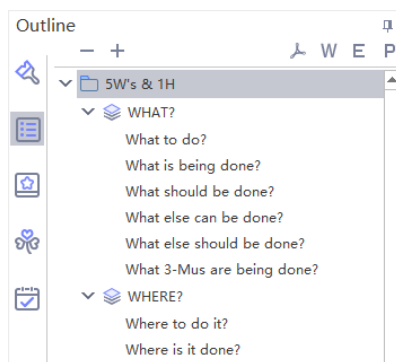 Outline
W E P
5W's & 1H
WHAT?
What to do?
What is being done?
What should be done?
What else can be done?
What else should be done?
What 3-Mus are being done?
WHERE?
Where to do it?
Where is it done?